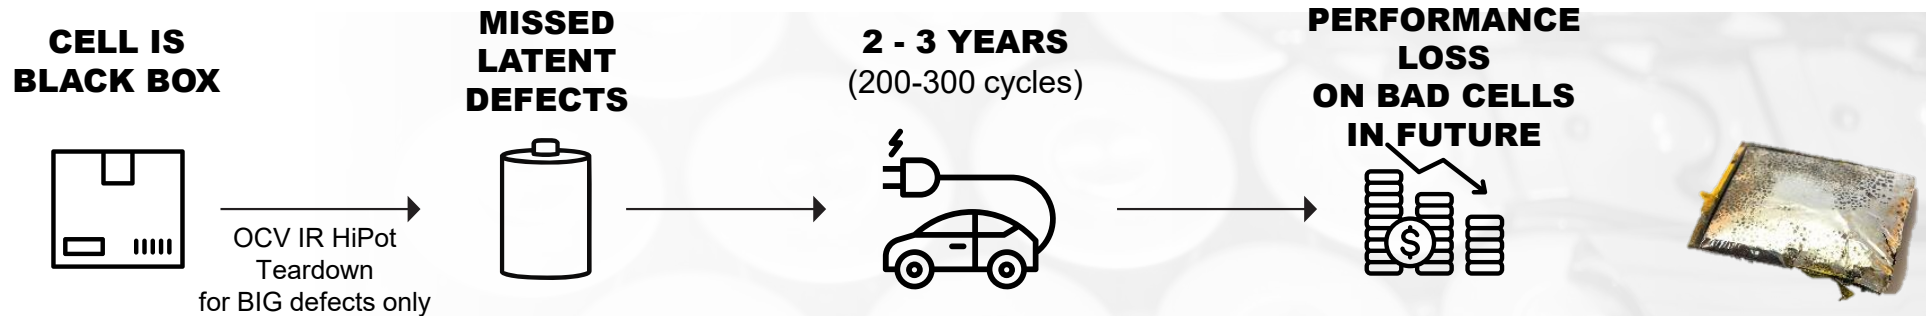 CELL IS
BLACK BOX
OCV IR HiPot
Teardown
for BIG defects only
MISSED
LATENT
DEFECTS
2 - 3 YEARS
(200-300 cycles)
PERFORMANCE
LOSS
ON BAD CELLS
IN FUTURE
$